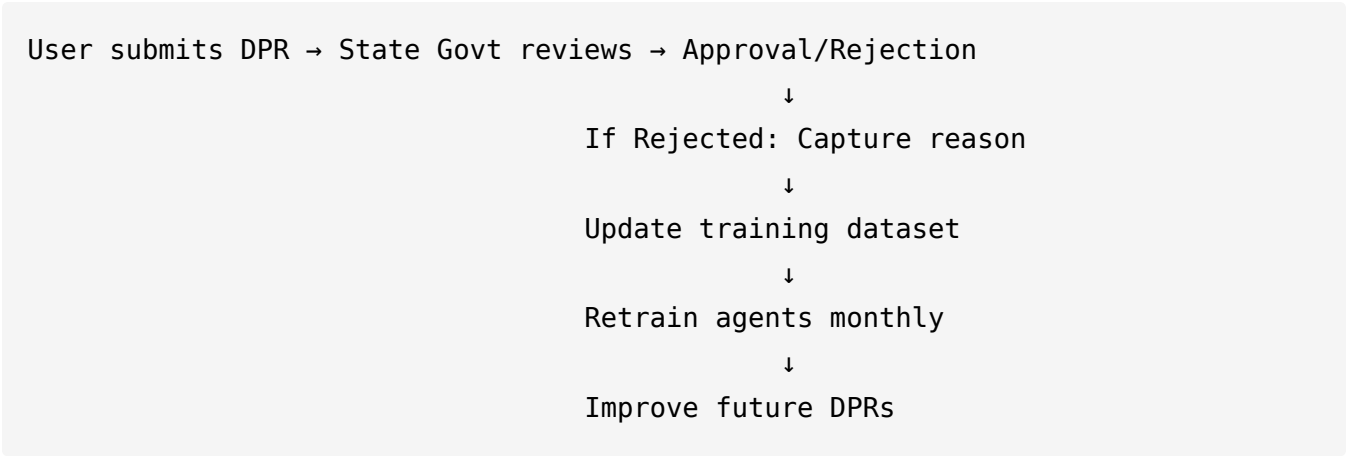 User submits DPR → State Govt reviews → Approval/Rejection
↓
If Rejected: Capture reason
↓
Update training dataset
↓
Retrain agents monthly
↓
Improve future DPRs